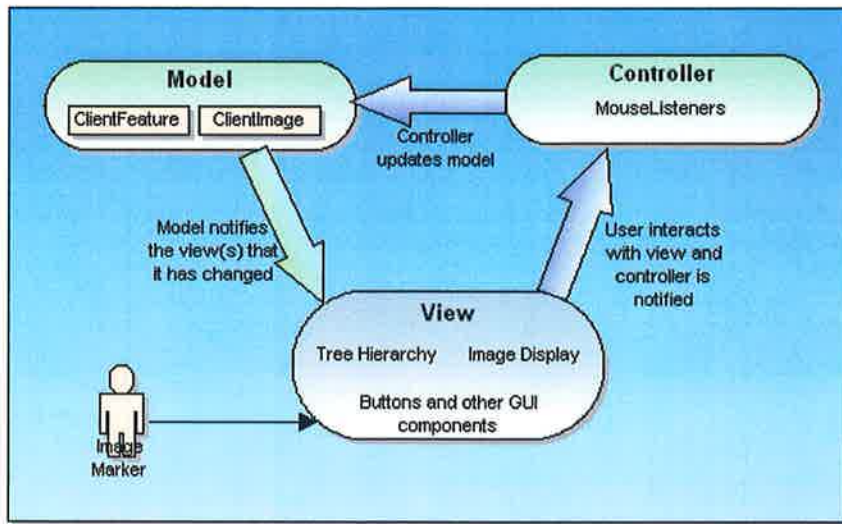 Model
ClientFeature ClientImage
Controller
MouseListeners
Controller
updates model
Model notifies
the view(s) that
it has changed
User interacts
with view and
controller is
notified
View
Tree Hierarchy Image Display
Buttons and other GUI
components
Image
Marker